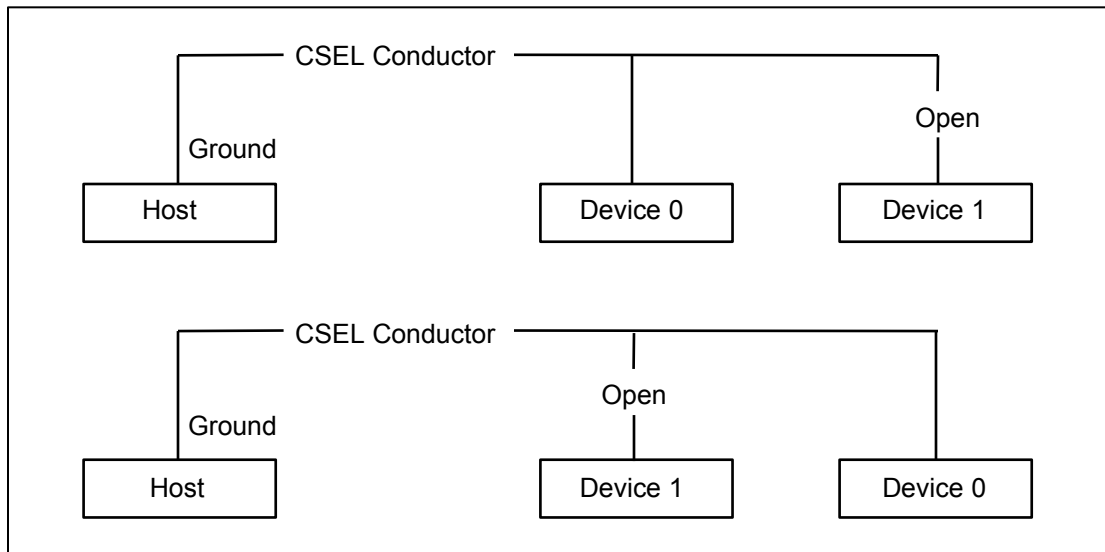 CSEL Conductor
Open
Ground
Host Device 0 Device 1
CSEL Conductor
Open
Ground
Host Device 1 Device 0